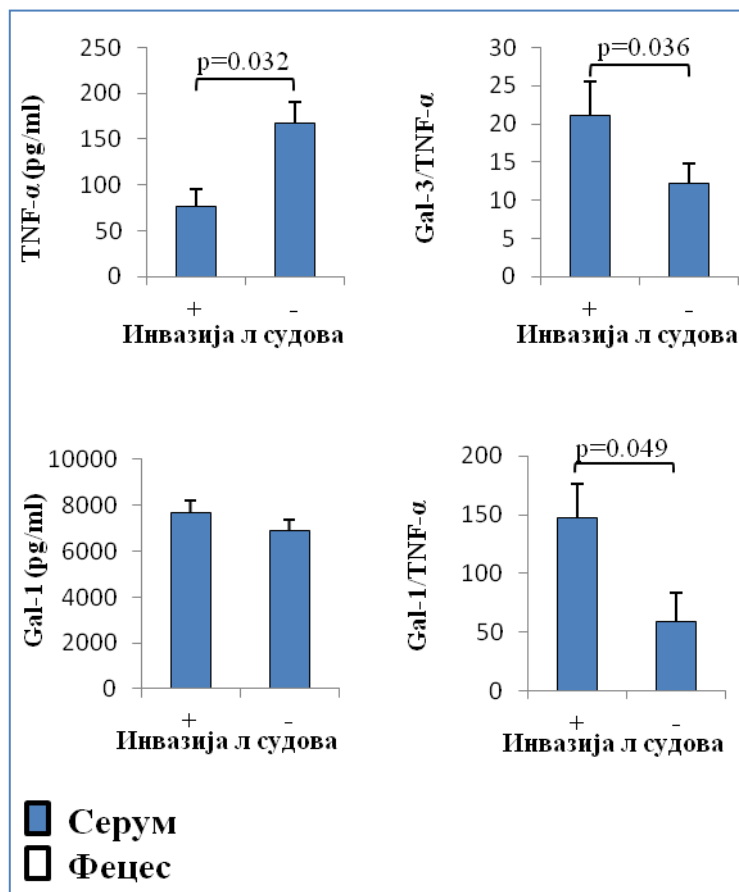 TNF-α (pg/ml)
250
200
150
100
50
0
p=0.032
+ -
Инвазија л судова
Gal-3/TNF-α
30
25
20
15
10
5
0
p=0.036
+ -
Инвазија л судова
Gal-1 (pg/ml)
10000
8000
6000
4000
2000
0
+ -
Инвазија л судова
Gal-1/TNF-α
200
150
100
50
0
p=0.049
+ -
Инвазија л судова
Серум
Фецес